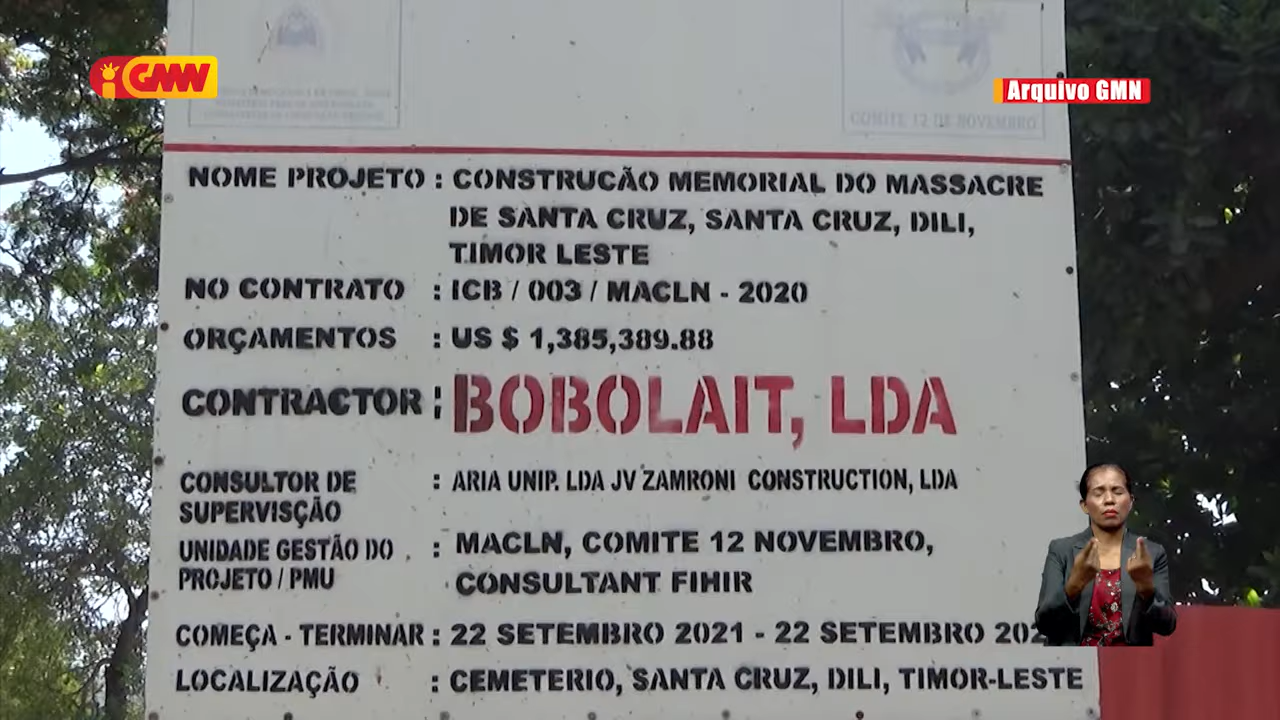 GMN
Arquivo GMN
COMITE 12 DE NOVEMBRO
NOME PROJETO : CONSTRUCÃO MEMORIAL DO MASSACRE
DE SANTA CRUZ, SANTA CRUZ, DILI,
TIMOR LESTE
NO CONTRATO : ICB / 003 / MACLN - 2020
ORÇAMENTOS : US $ 1,385,389.88
CONTRACTOR : BOBOLAIT, LDA
CONSULTOR DE : ARIA UNIP. LDA JV ZAMRONI CONSTRUCTION, LDA
SUPERVISÇÃO
UNIDADE GESTÃO DO : MACLN, COMITE 12 NOVEMBRO,
PROJETO / PMU CONSULTANT FIHIR
COMEÇA - TERMINAR : 22 SETEMBRO 2021 - 22 SETEMBRO
LOCALIZAÇÃO : CEMETERIO, SANTA CRUZ, DILI, TIMOR-LESTE